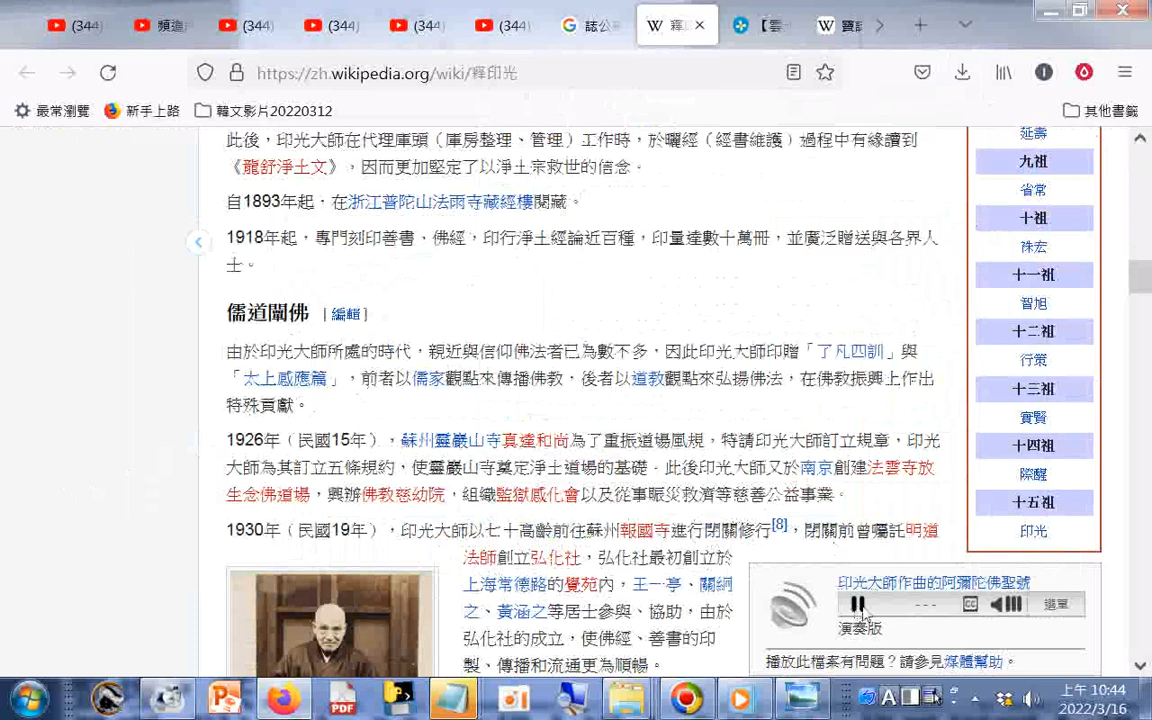 (344)
頻道
(344)
(344)
(344)
(344)
誌公
釋
【雲
寶誌
https://zh.wikipedia.org/wiki/释印光
最常瀏覽 新手上路 韓文影片20220312 其他書籤
此後，印光大師在代理庫頭（庫房整理、管理）工作時，於曬經（經書維護）過程中有緣讀到
《龍舒淨土文》，因而更加堅定了以淨土宗救世的信念。
自1893年起，在浙江普陀山法雨寺藏經樓閱藏。
1918年起，專門刻印善書、佛經，印行淨土經論近百種，印量達數十萬冊，並廣泛贈送與各界人
士。
儒道闡佛 [編輯]
由於印光大師所處的時代，親近與信仰佛法者已為數不多，因此印光大師印贈「了凡四訓」與
「太上感應篇」，前者以儒家觀點來傳播佛教，後者以道教觀點來弘揚佛法，在佛教振興上作出
特殊貢獻。
1926年（民國15年），蘇州靈巖山寺真達和尚為了重振道場風規，特請印光大師訂立規章，印光
大師為其訂立五條規約，使靈巖山寺奠定淨土道場的基礎。此後印光大師又於南京創建法雲寺放
生念佛道場，興辦佛教慈幼院，組織監獄感化會以及從事賑災救濟等慈善公益事業。
1930年（民國19年），印光大師以七十高齡前往蘇州報國寺進行閉關修行[8]，閉關前曾囑託明道
法師創立弘化社，弘化社最初創立於
上海常德路的覺苑內，王一亭、關絅
之、黃涵之等居士參與、協助，由於
弘化社的成立，使佛經、善書的印
製、傳播和流通更為順暢。
延壽
九祖
省常
十祖
祩宏
十一祖
智旭
十二祖
行策
十三祖
實賢
十四祖
際醒
十五祖
印光
印光大師作曲的阿彌陀佛聖號
--- CC 選單
演奏版
播放此檔案有問題？請參見媒體幫助。
PDF
A
上午 10:44
2022/3/16